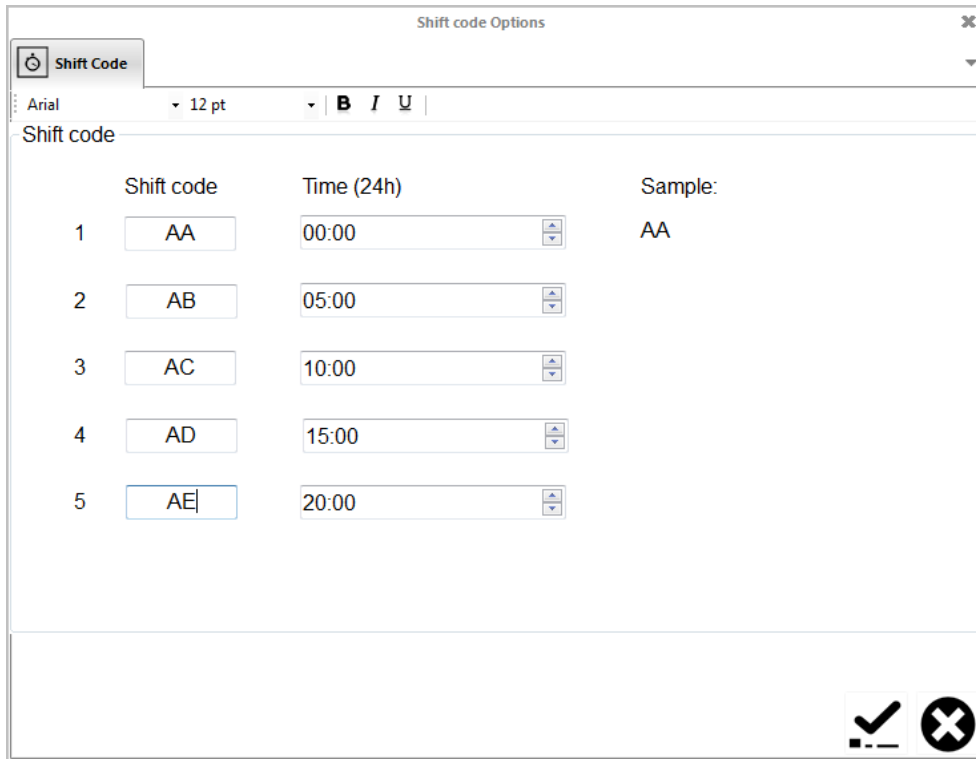 Shift code Options
Shift Code
Arial 12 pt B I U
Shift code
Shift code Time (24h) Sample:
1 AA 00:00 AA
2 AB 05:00
3 AC 10:00
4 AD 15:00
5 AE 20:00